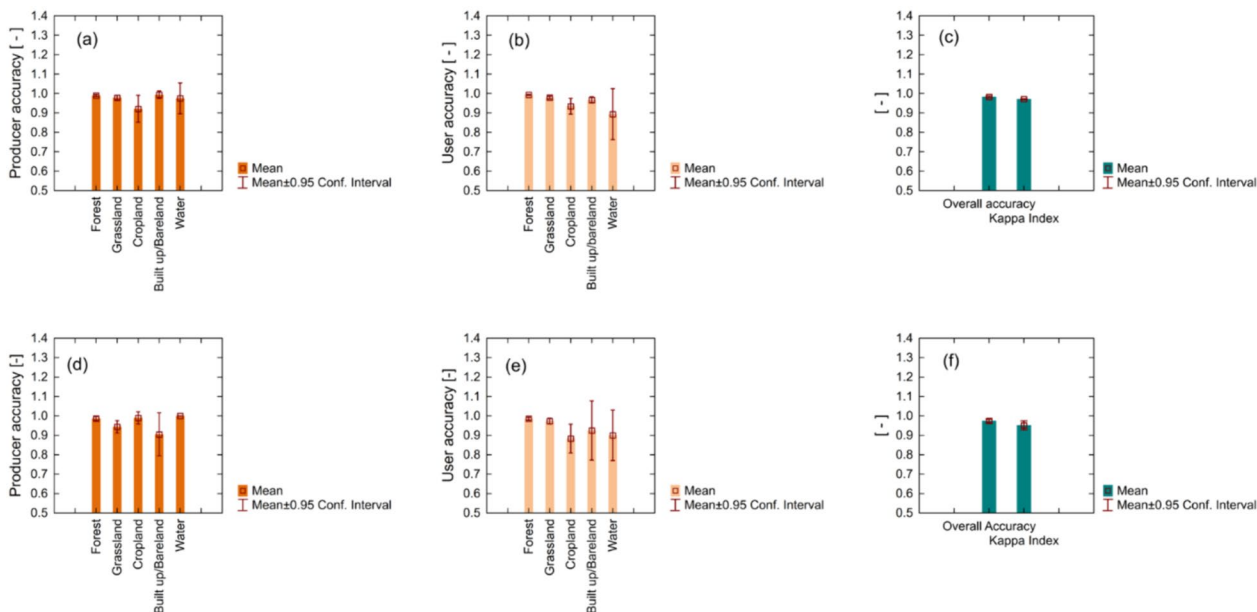 (a)
Producer accuracy [ - ]
1.4
1.3
1.2
1.1
1.0
0.9
0.8
0.7
0.6
0.5
Forest
Grassland
Cropland
Built up/Bareland
Water
Mean
Mean±0.95 Conf. Interval
(b)
User accuracy [ - ]
1.4
1.3
1.2
1.1
1.0
0.9
0.8
0.7
0.6
0.5
Forest
Grassland
Cropland
Built up/bareland
Water
Mean
Mean±0.95 Conf. Interval
(c)
[ - ]
1.4
1.3
1.2
1.1
1.0
0.9
0.8
0.7
0.6
0.5
Overall accuracy
Kappa Index
Mean
Mean±0.95 Conf. Interval
(d)
Producer accuracy [-]
1.4
1.3
1.2
1.1
1.0
0.9
0.8
0.7
0.6
0.5
Forest
Grassland
Cropland
Built up/Bareland
Water
Mean
Mean±0.95 Conf. Interval
(e)
User accuracy [-]
1.4
1.3
1.2
1.1
1.0
0.9
0.8
0.7
0.6
0.5
Forest
Grassland
Cropland
Built up/Bareland
Water
Mean
Mean±0.95 Conf. Interval
(f)
[ - ]
1.4
1.3
1.2
1.1
1.0
0.9
0.8
0.7
0.6
0.5
Overall Accuracy
Kappa Index
Mean
Mean±0.95 Conf. Interval